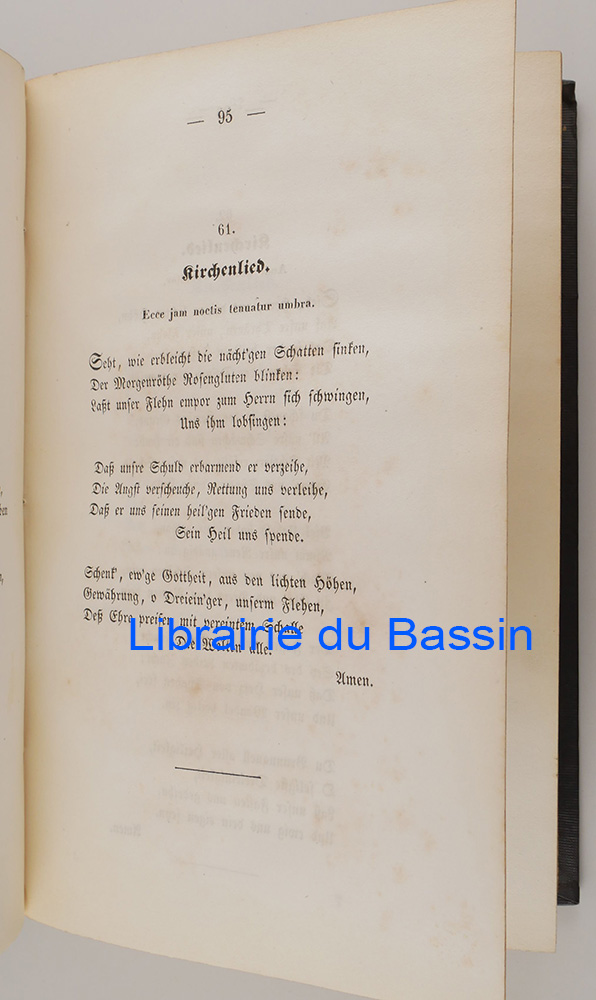 — 95 —
61.
Kirchenlied.
Ecce jam noctis tenuatur umbra.
Seht, wie erbleicht die nächt'gen Schatten sinken,
Der Morgenröthe Rosengluten blinken:
Laßt unser Flehn empor zum Herrn sich schwingen,
Uns ihm lobsingen:
Daß unsre Schuld erbarmend er verzeihe,
Die Angst verscheuche, Rettung uns verleihe,
Daß er uns seinen heil'gen Frieden sende,
Sein Heil uns spende.
Schenk', ew'ge Gottheit, aus den lichten Höhen,
Gewährung, o Dreiein'ger, unserm Flehen,
Deß Ehre preisen mit vereintem Schalle
Die Welten alle.
Librairie du Bassin
Amen.